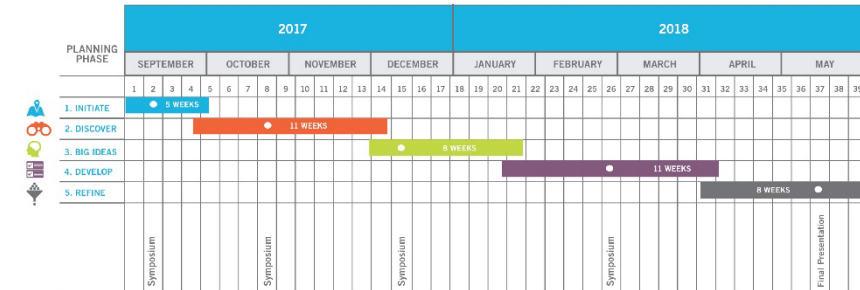 2017 2018
PLANNING
PHASE
SEPTEMBER OCTOBER NOVEMBER DECEMBER JANUARY FEBRUARY MARCH APRIL MAY
1 2 3 4 5 6 7 8 9 10 11 12 13 14 15 16 17 18 19 20 21 22 23 24 25 26 27 28 29 30 31 32 33 34 35 36 37 38 39
1. INITIATE 5 WEEKS
2. DISCOVER 11 WEEKS
3. BIG IDEAS 8 WEEKS
4. DEVELOP 11 WEEKS
5. REFINE 8 WEEKS
Symposium Symposium Symposium Symposium Final Presentation